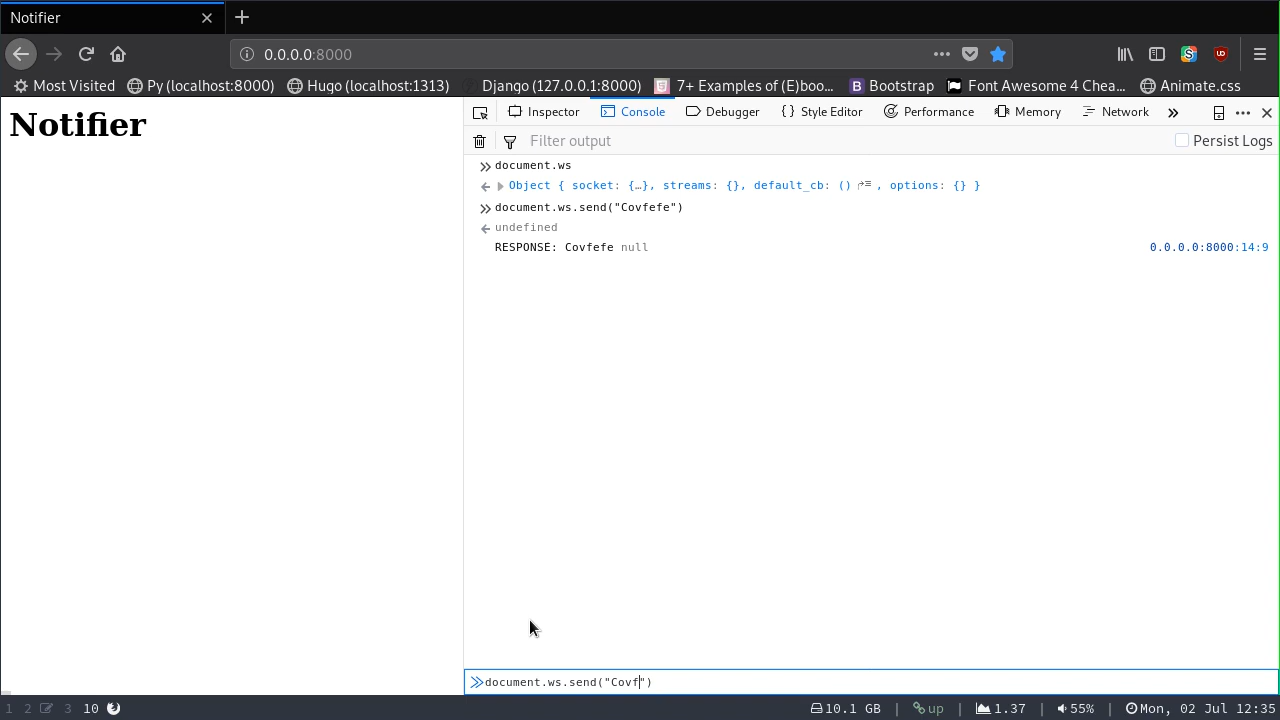 Notifier
0.0.0.0:8000
Most Visited Py (localhost:8000) Hugo (localhost:1313) Django (127.0.0.1:8000) 7+ Examples of (E)boo… Bootstrap Font Awesome 4 Chea… Animate.css
Notifier
Inspector Console Debugger {} Style Editor Performance Memory Network
Filter output Persist Logs
document.ws
Object { socket: {…}, streams: {}, default_cb: () , options: {} }
document.ws.send("Covfefe")
undefined
RESPONSE: Covfefe null 0.0.0.0:8000:14:9
document.ws.send("Covf")
1 2 3 10 10.1 GB | up | 1.37 | 55% | Mon, 02 Jul 12:35